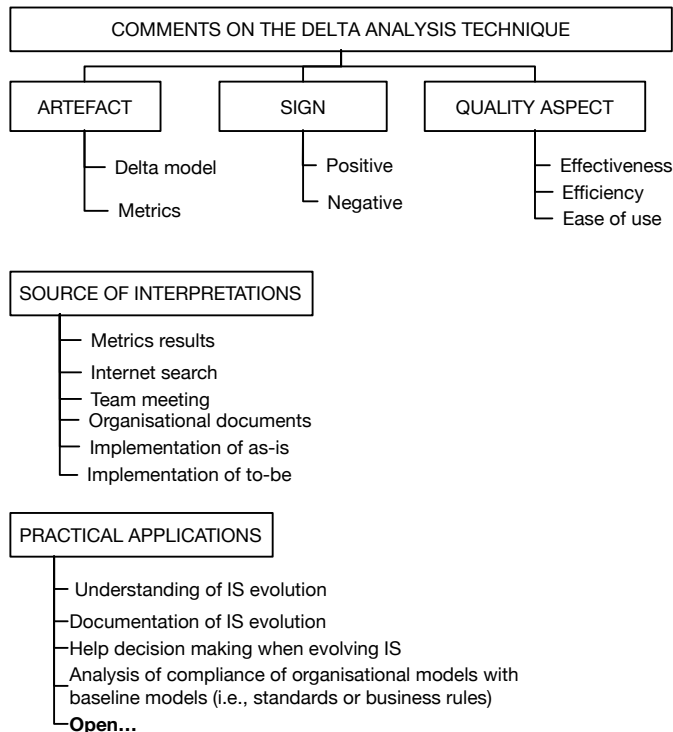 COMMENTS ON THE DELTA ANALYSIS TECHNIQUE
ARTEFACT
Delta model
Metrics
SIGN
Positive
Negative
QUALITY ASPECT
Effectiveness
Efficiency
Ease of use
SOURCE OF INTERPRETATIONS
Metrics results
Internet search
Team meeting
Organisational documents
Implementation of as-is
Implementation of to-be
PRACTICAL APPLICATIONS
Understanding of IS evolution
Documentation of IS evolution
Help decision making when evolving IS
Analysis of compliance of organisational models with
baseline models (i.e., standards or business rules)
Open...